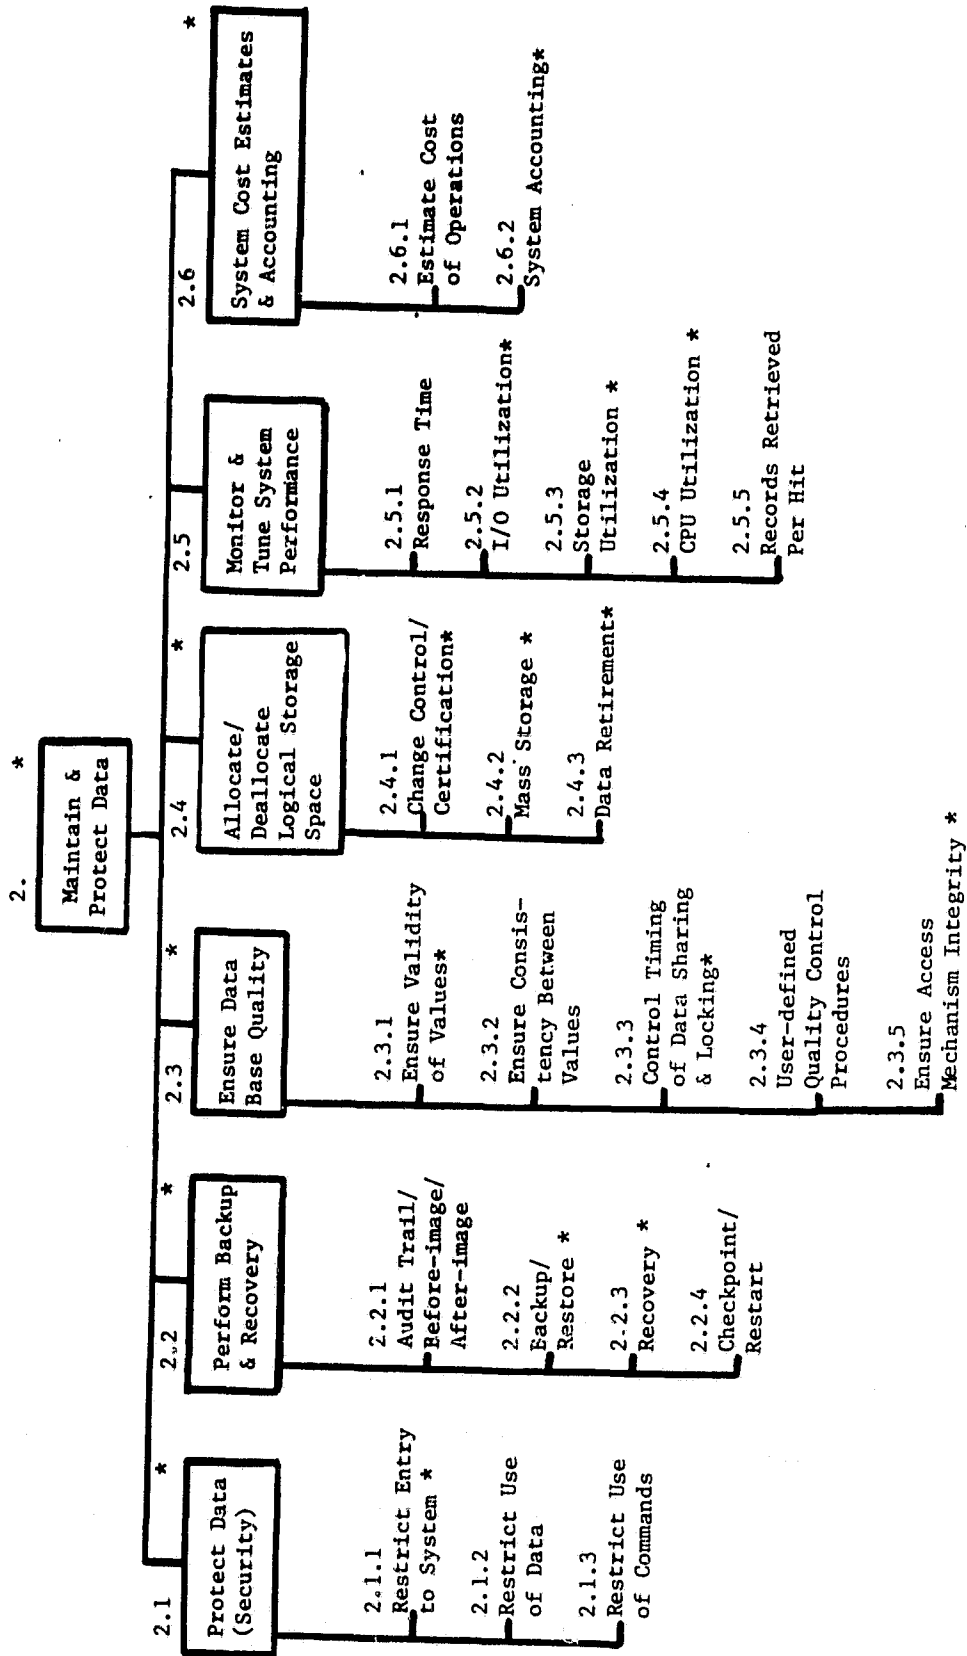 2. *
Maintain &
Protect Data
2.1 *
Protect Data
(Security)
2.1.1
Restrict Entry
to System *
2.1.2
Restrict Use
of Data
2.1.3
Restrict Use
of Commands
2.2 *
Perform Backup
& Recovery
2.2.1
Audit Trail/
Before-image/
After-image
2.2.2
Backup/
Restore *
2.2.3
Recovery *
2.2.4
Checkpoint/
Restart
2.3 *
Ensure Data
Base Quality
2.3.1
Ensure Validity
of Values*
2.3.2
Ensure Consis-
tency Between
Values
2.3.3
Control Timing
of Data Sharing
& Locking*
2.3.4
User-defined
Quality Control
Procedures
2.3.5
Ensure Access
Mechanism Integrity *
2.4 *
Allocate/
Deallocate
Logical Storage
Space
2.4.1
Change Control/
Certification*
2.4.2
Mass Storage *
2.4.3
Data Retirement*
2.5
Monitor &
Tune System
Performance
2.5.1
Response Time
2.5.2
I/O Utilization*
2.5.3
Storage
Utilization *
2.5.4
CPU Utilization *
2.5.5
Records Retrieved
Per Hit
2.6 *
System Cost Estimates
& Accounting
2.6.1
Estimate Cost
of Operations
2.6.2
System Accounting*